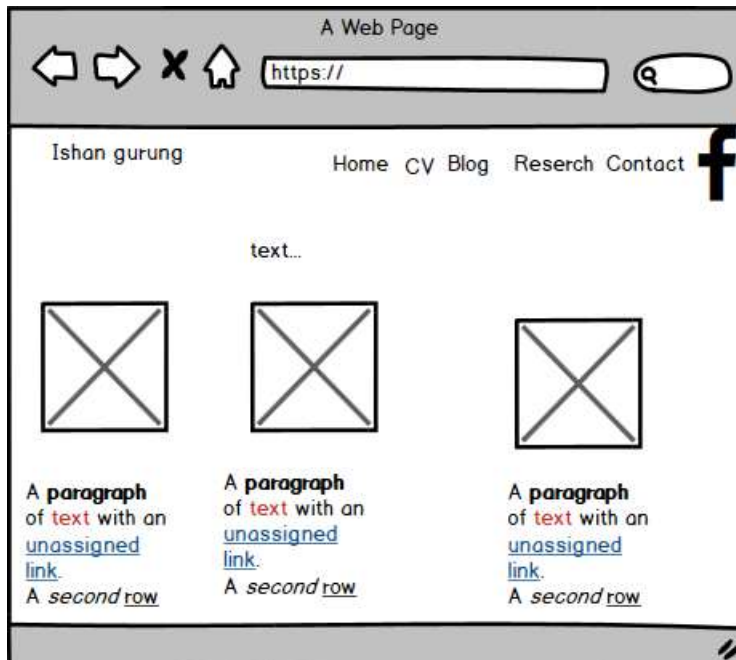 A Web Page
https://
Ishan gurung
Home CV Blog Reserch Contact f
text...
A paragraph
of text with an
unassigned
link.
A second row
A paragraph
of text with an
unassigned
link.
A second row
A paragraph
of text with an
unassigned
link.
A second row